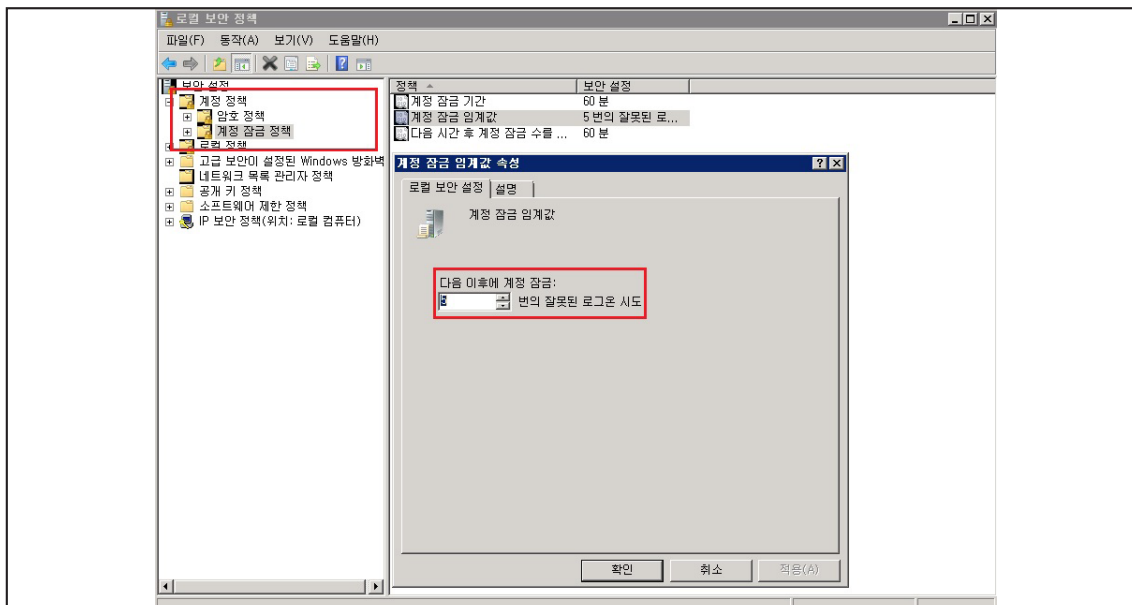 로컬 보안 정책
파일(F) 동작(A) 보기(V) 도움말(H)
보안 설정
계정 정책
암호 정책
계정 잠금 정책
로컬 정책
고급 보안이 설정된 Windows 방화벽
네트워크 목록 관리자 정책
공개 키 정책
소프트웨어 제한 정책
IP 보안 정책(위치: 로컬 컴퓨터)
정책 보안 설정
계정 잠금 기간 60 분
계정 잠금 임계값 5 번의 잘못된 로...
다음 시간 후 계정 잠금 수를 ... 60 분
계정 잠금 임계값 속성
로컬 보안 설정 설명
계정 잠금 임계값
다음 이후에 계정 잠금:
5 번의 잘못된 로그온 시도
확인 취소 적용(A)